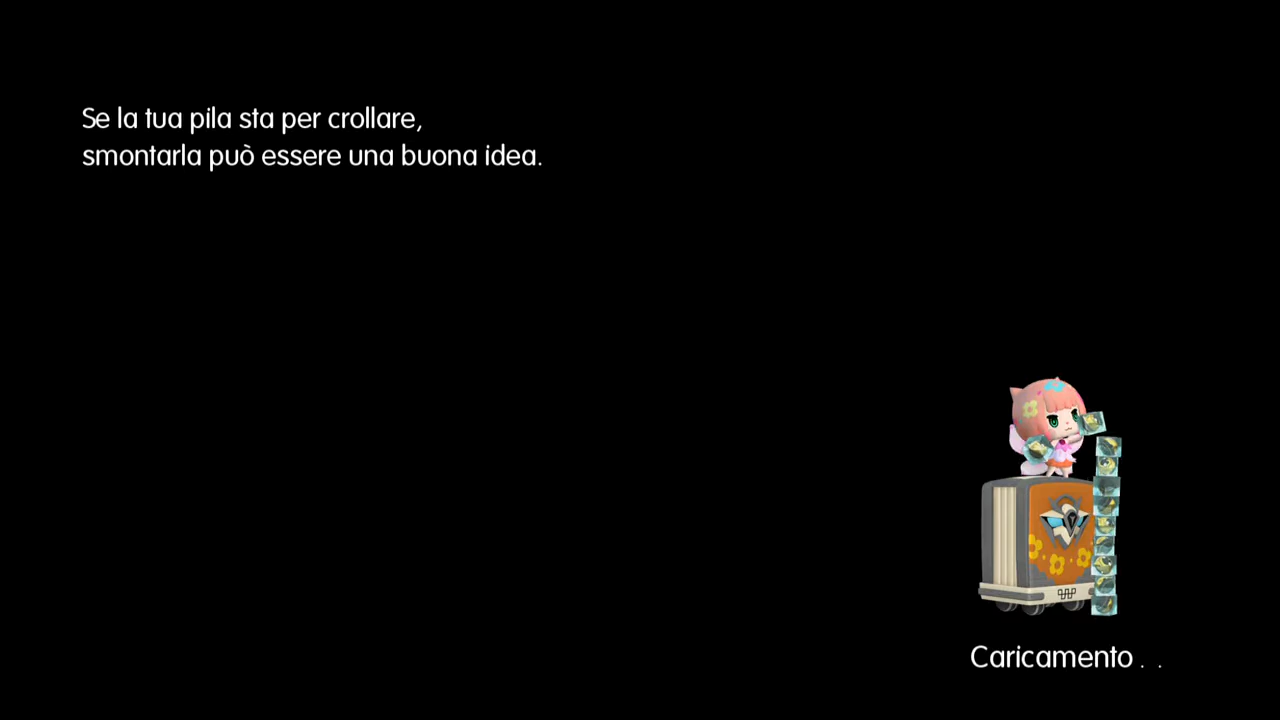 Se la tua pila sta per crollare,
smontarla può essere una buona idea.
Caricamento . .